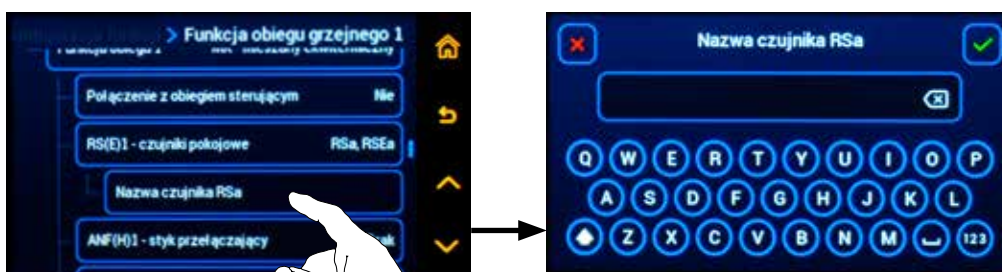 > Funkcja obiegu grzejnego 1
Połączenie z obiegiem sterującym Nie
RS(E)1 - czujniki pokojowe RSa, RSEa
Nazwa czujnika RSa
ANF(H)1 - styk przełączający
Nazwa czujnika RSa
Q W E R T Y U I O P
A S D F G H J K L
Z X C V B N M 123